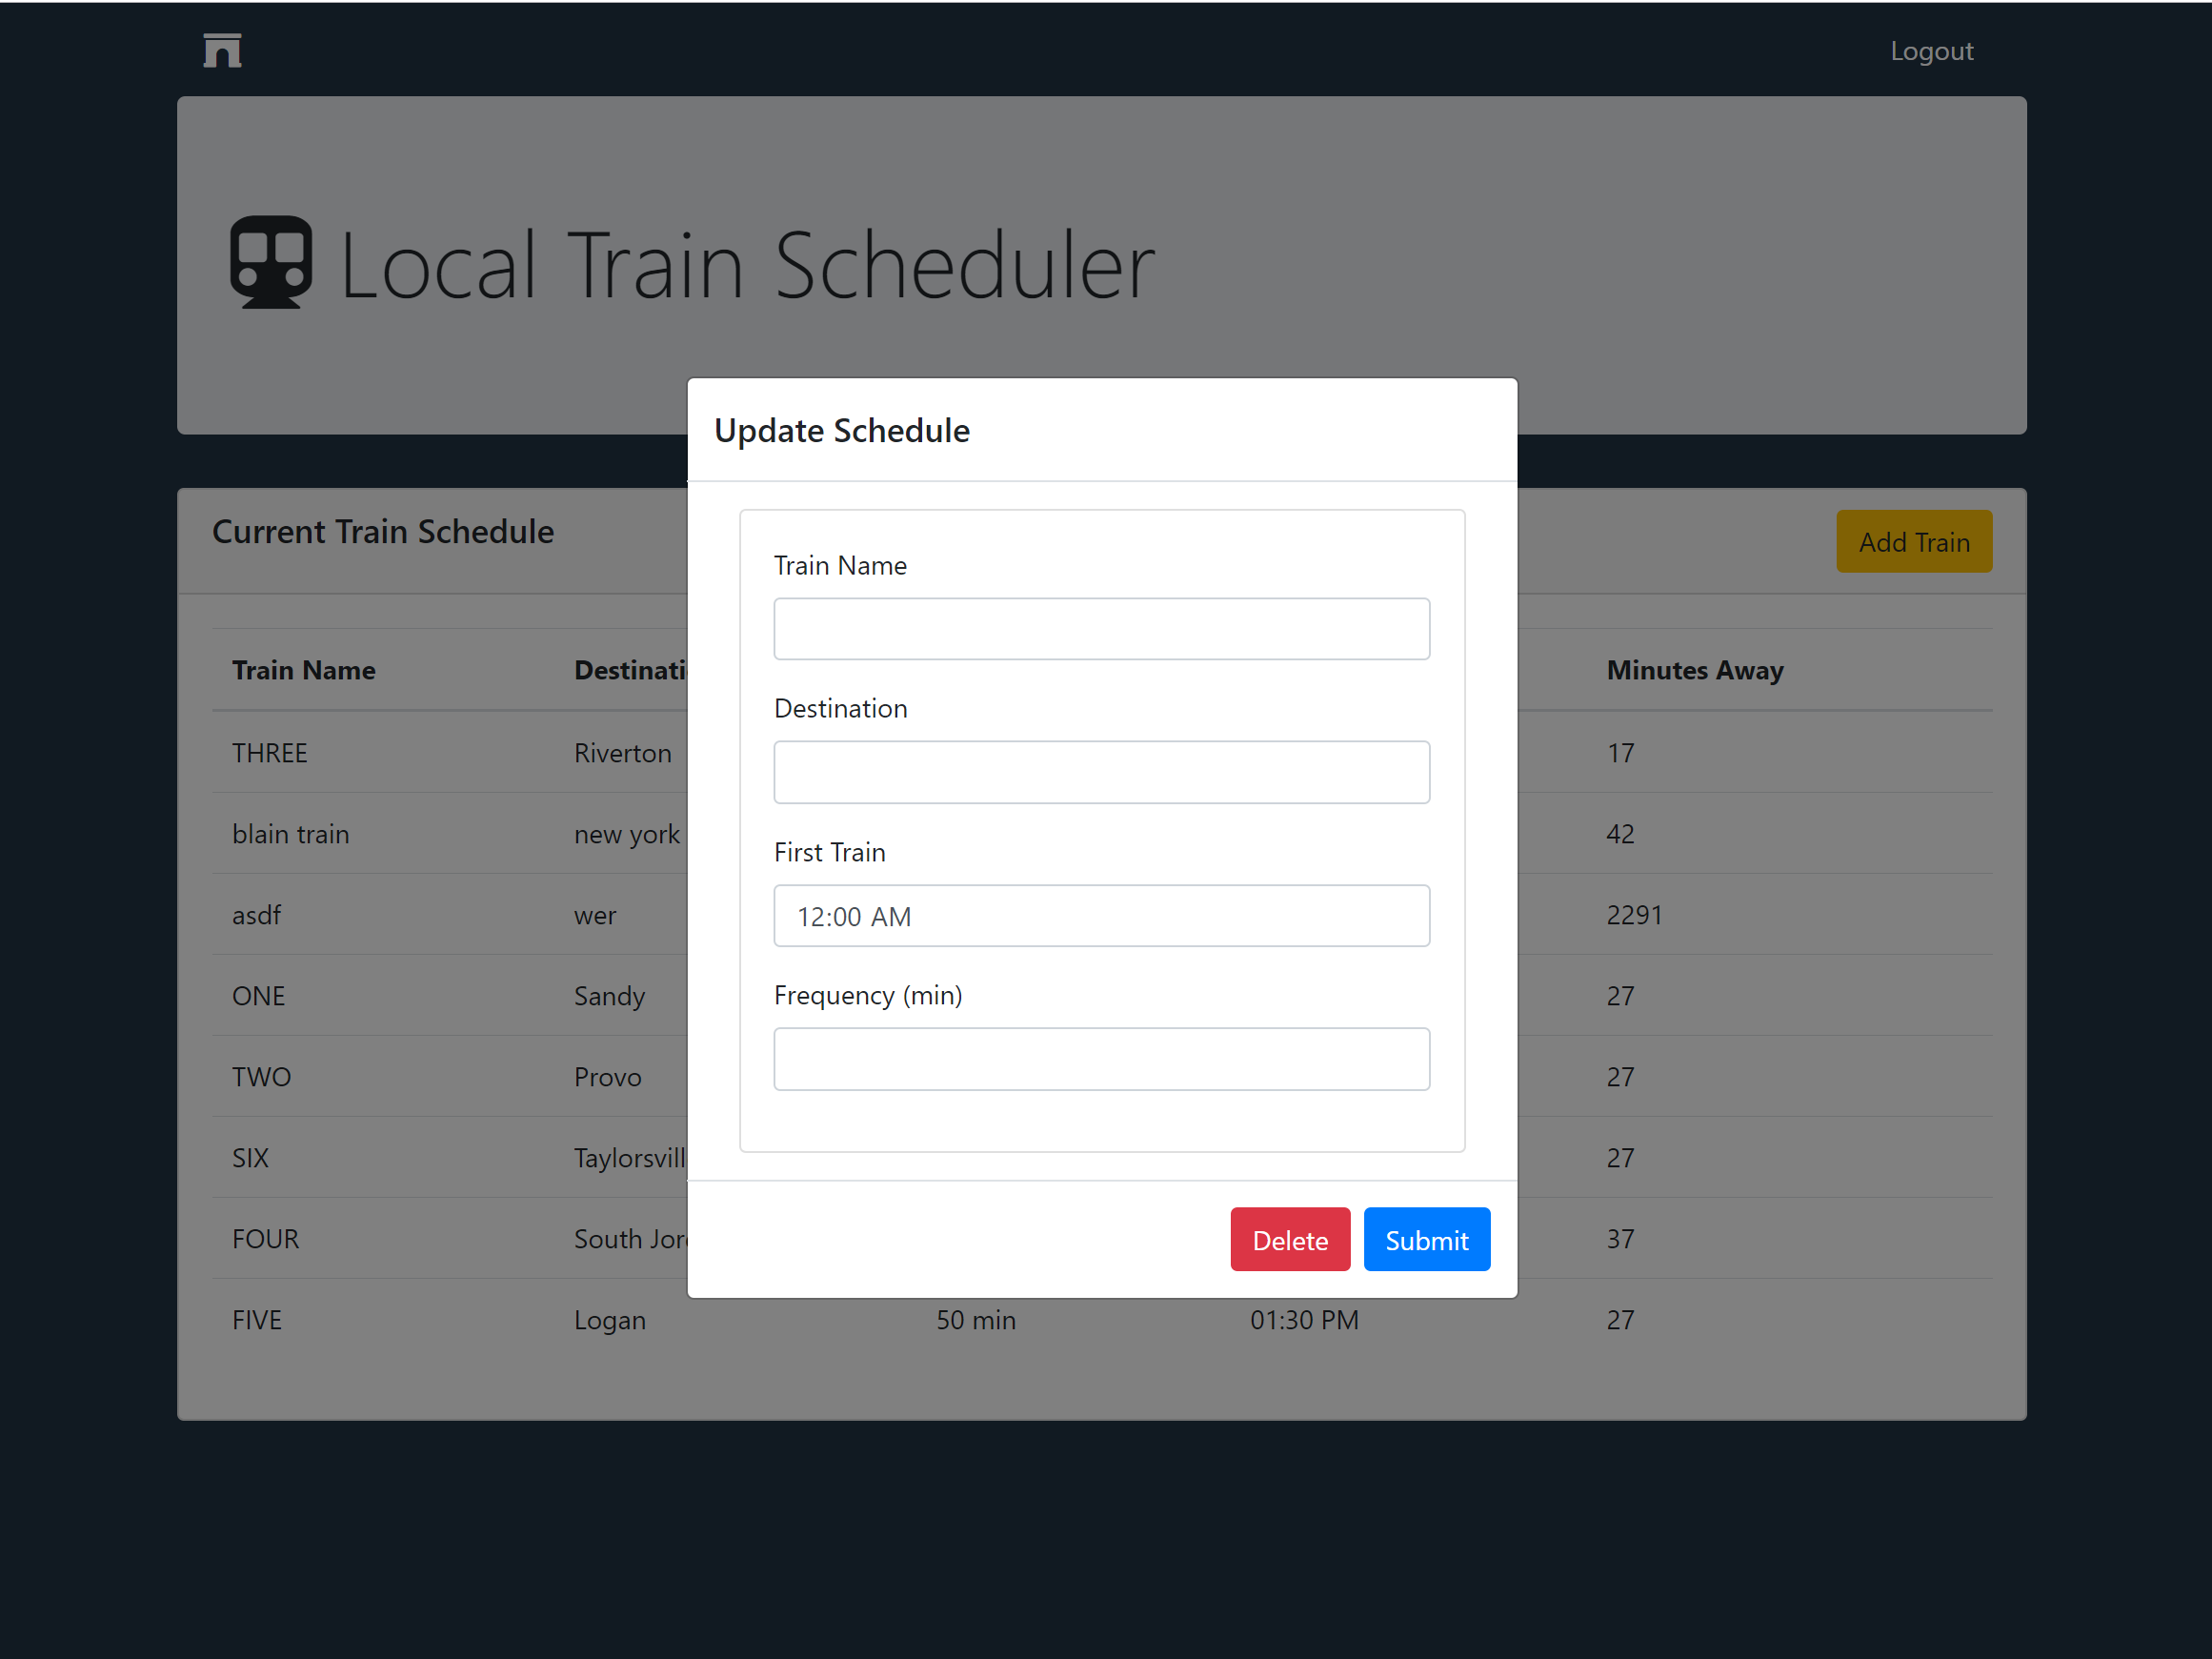 Logout
Local Train Scheduler
Update Schedule
Current Train Schedule
Add Train
Train Name
Destination
First Train
12:00 AM
Frequency (min)
Delete Submit
Train Name Destinati Minutes Away
THREE Riverton 17
blain train new york 42
asdf wer 2291
ONE Sandy 27
TWO Provo 27
SIX Taylorsvill 27
FOUR South Jor 37
FIVE Logan 50 min 01:30 PM 27